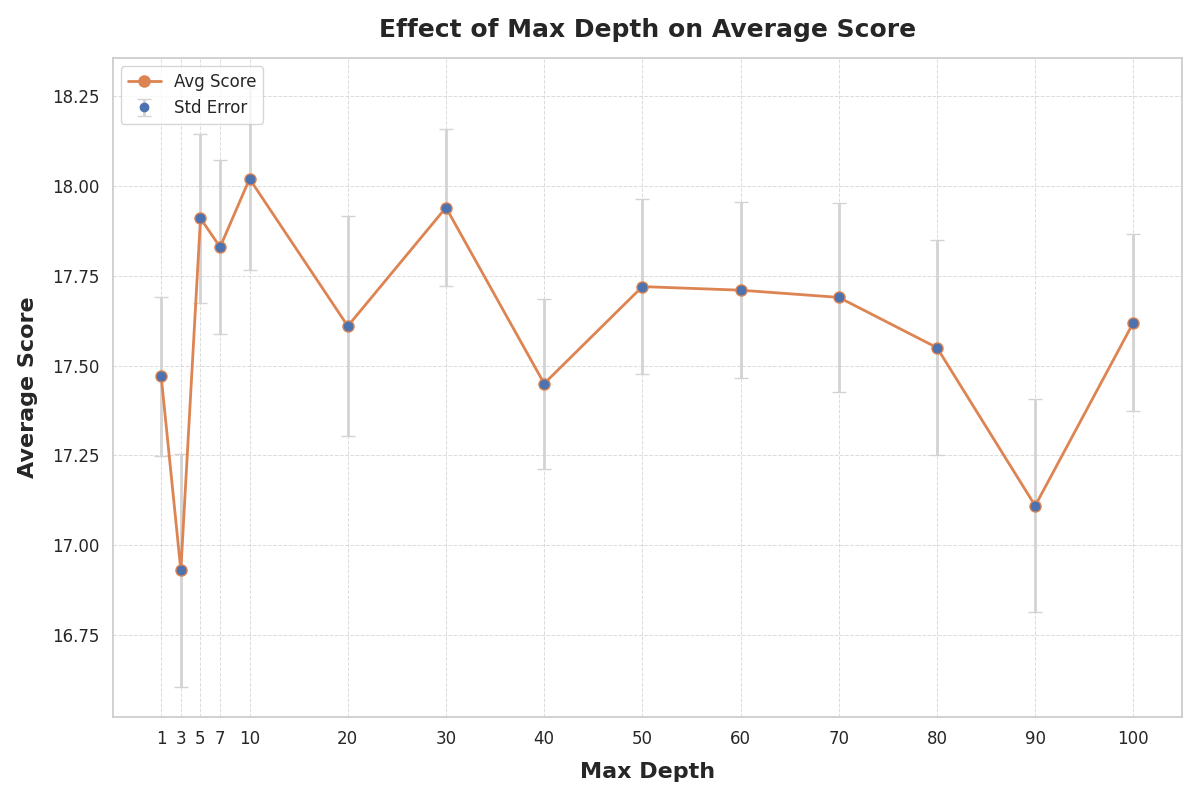 Effect of Max Depth on Average Score
Avg Score
Std Error
Average Score
18.25
18.00
17.75
17.50
17.25
17.00
16.75
1 3 5 7 10 20 30 40 50 60 70 80 90 100
Max Depth